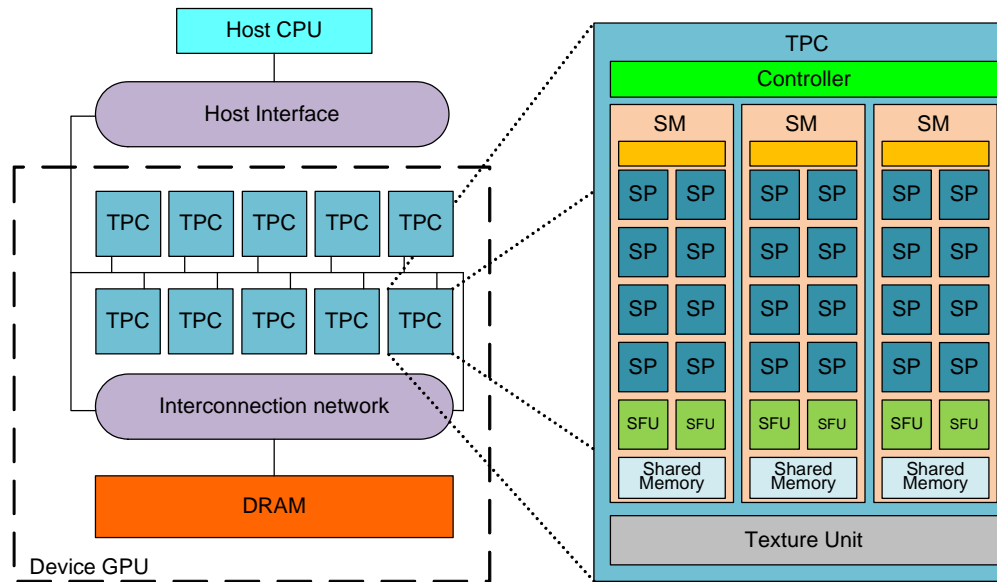 Host CPU
Host Interface
TPC TPC TPC TPC TPC
TPC TPC TPC TPC TPC
Interconnection network
DRAM
Device GPU
TPC
Controller
SM SM SM
SP SP SP SP SP SP
SP SP SP SP SP SP
SP SP SP SP SP SP
SP SP SP SP SP SP
SFU SFU SFU SFU SFU SFU
Shared Shared Shared
Memory Memory Memory
Texture Unit